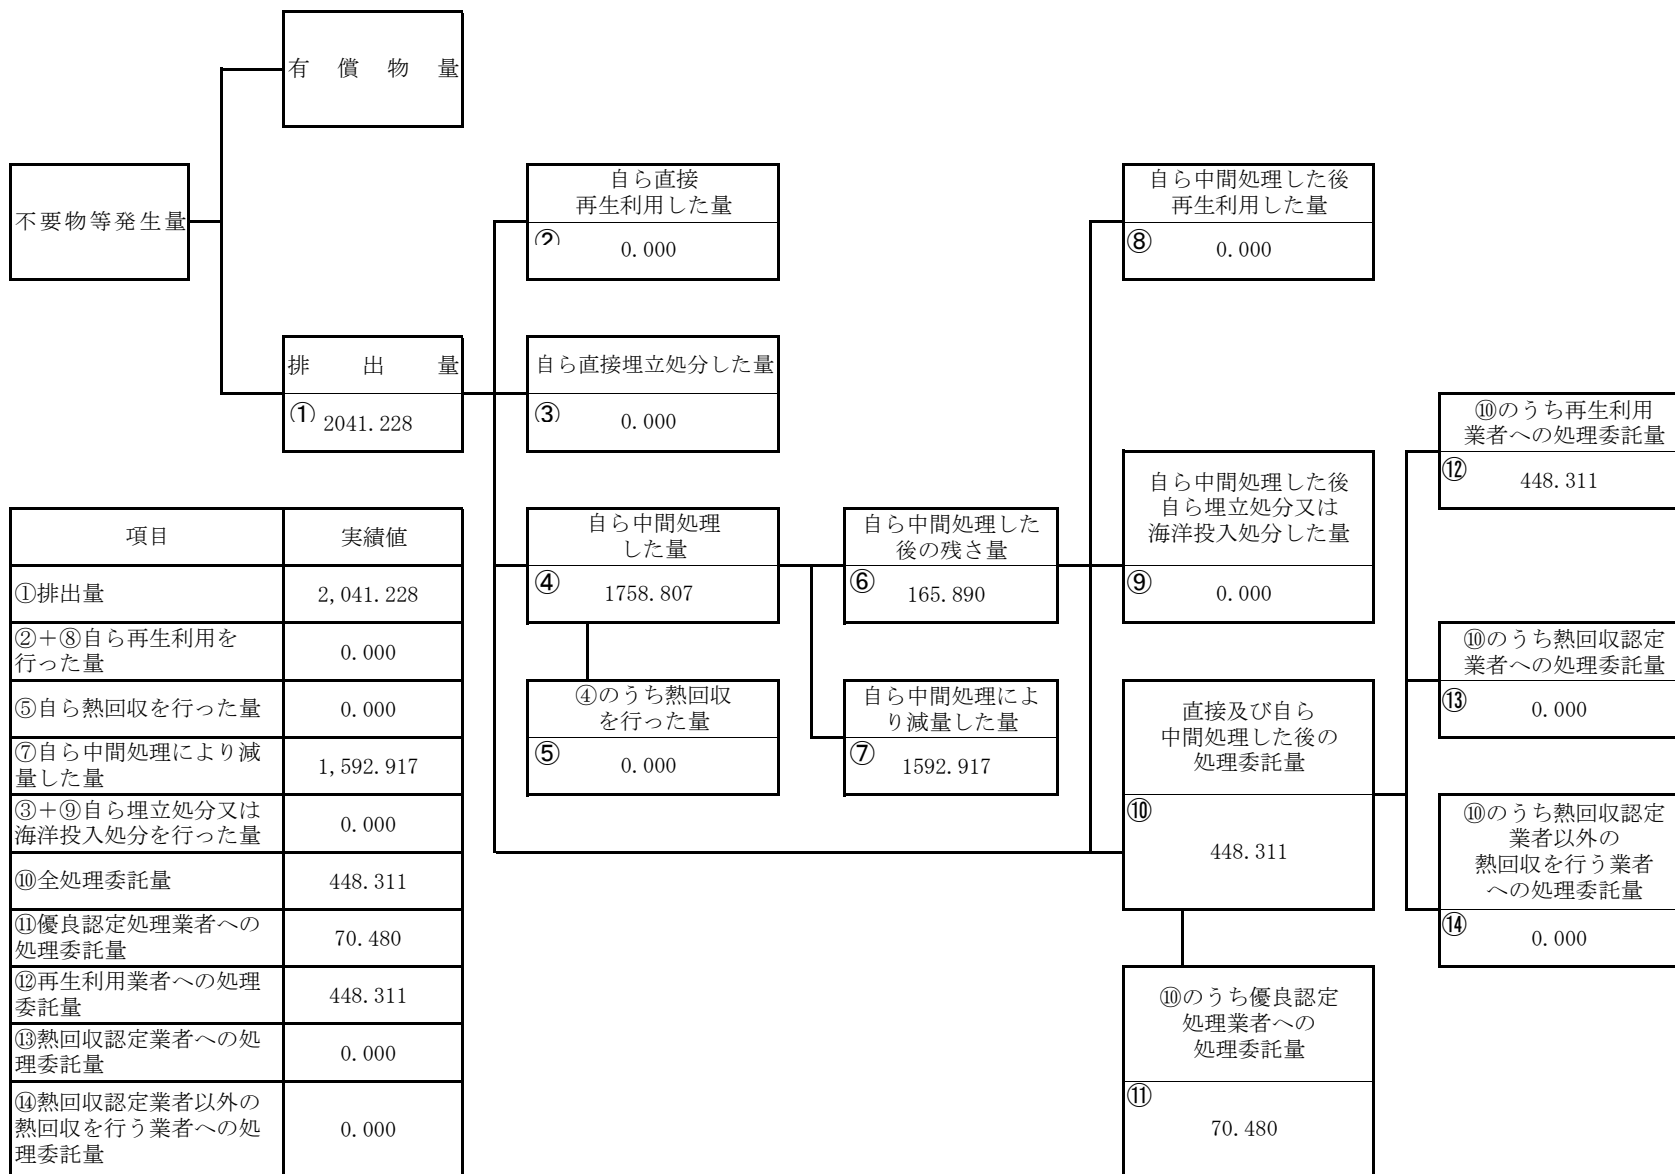 有償物量
不要物等発生量
排出量
① 2041.228
自ら直接
再生利用した量
② 0.000
自ら直接埋立処分した量
③ 0.000
自ら中間処理
した量
④ 1758.807
④のうち熱回収
を行った量
⑤ 0.000
自ら中間処理した
後の残さ量
⑥ 165.890
自ら中間処理によ
り減量した量
⑦ 1592.917
自ら中間処理した後
再生利用した量
⑧ 0.000
自ら中間処理した後
自ら埋立処分又は
海洋投入処分した量
⑨ 0.000
直接及び自ら
中間処理した後の
処理委託量
⑩
448.311
⑩のうち優良認定
処理業者への
処理委託量
⑪
70.480
⑩のうち再生利用
業者への処理委託量
⑫ 448.311
⑩のうち熱回収認定
業者への処理委託量
⑬ 0.000
⑩のうち熱回収認定
業者以外の
熱回収を行う業者
への処理委託量
⑭ 0.000
項目 実績値
①排出量 2,041.228
②+⑧自ら再生利用を
行った量 0.000
⑤自ら熱回収を行った量 0.000
⑦自ら中間処理により減
量した量 1,592.917
③+⑨自ら埋立処分又は
海洋投入処分を行った量 0.000
⑩全処理委託量 448.311
⑪優良認定処理業者への
処理委託量 70.480
⑫再生利用業者への処理
委託量 448.311
⑬熱回収認定業者への処
理委託量 0.000
⑭熱回収認定業者以外の
熱回収を行う業者への処
理委託量 0.000